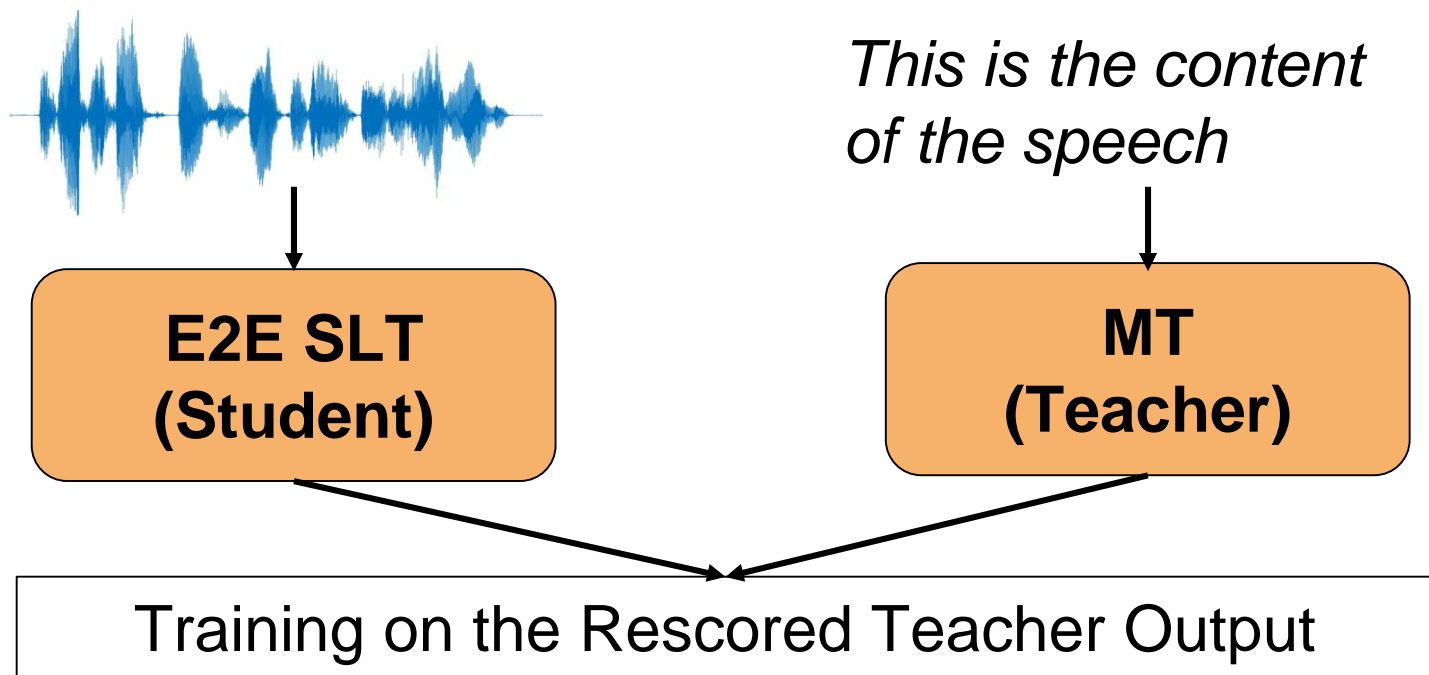 This is the content
of the speech
E2E SLT
(Student)
MT
(Teacher)
Training on the Rescored Teacher Output